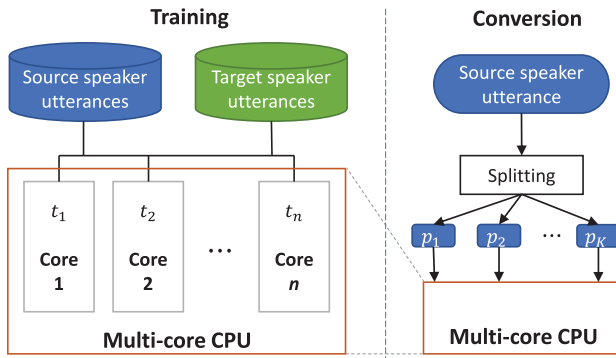 Training
Source speaker
utterances
Target speaker
utterances
t₁
Core
1
t₂
Core
2
...
tₙ
Core
n
Multi-core CPU
Conversion
Source speaker
utterance
Splitting
p₁
p₂
...
p_K
Multi-core CPU